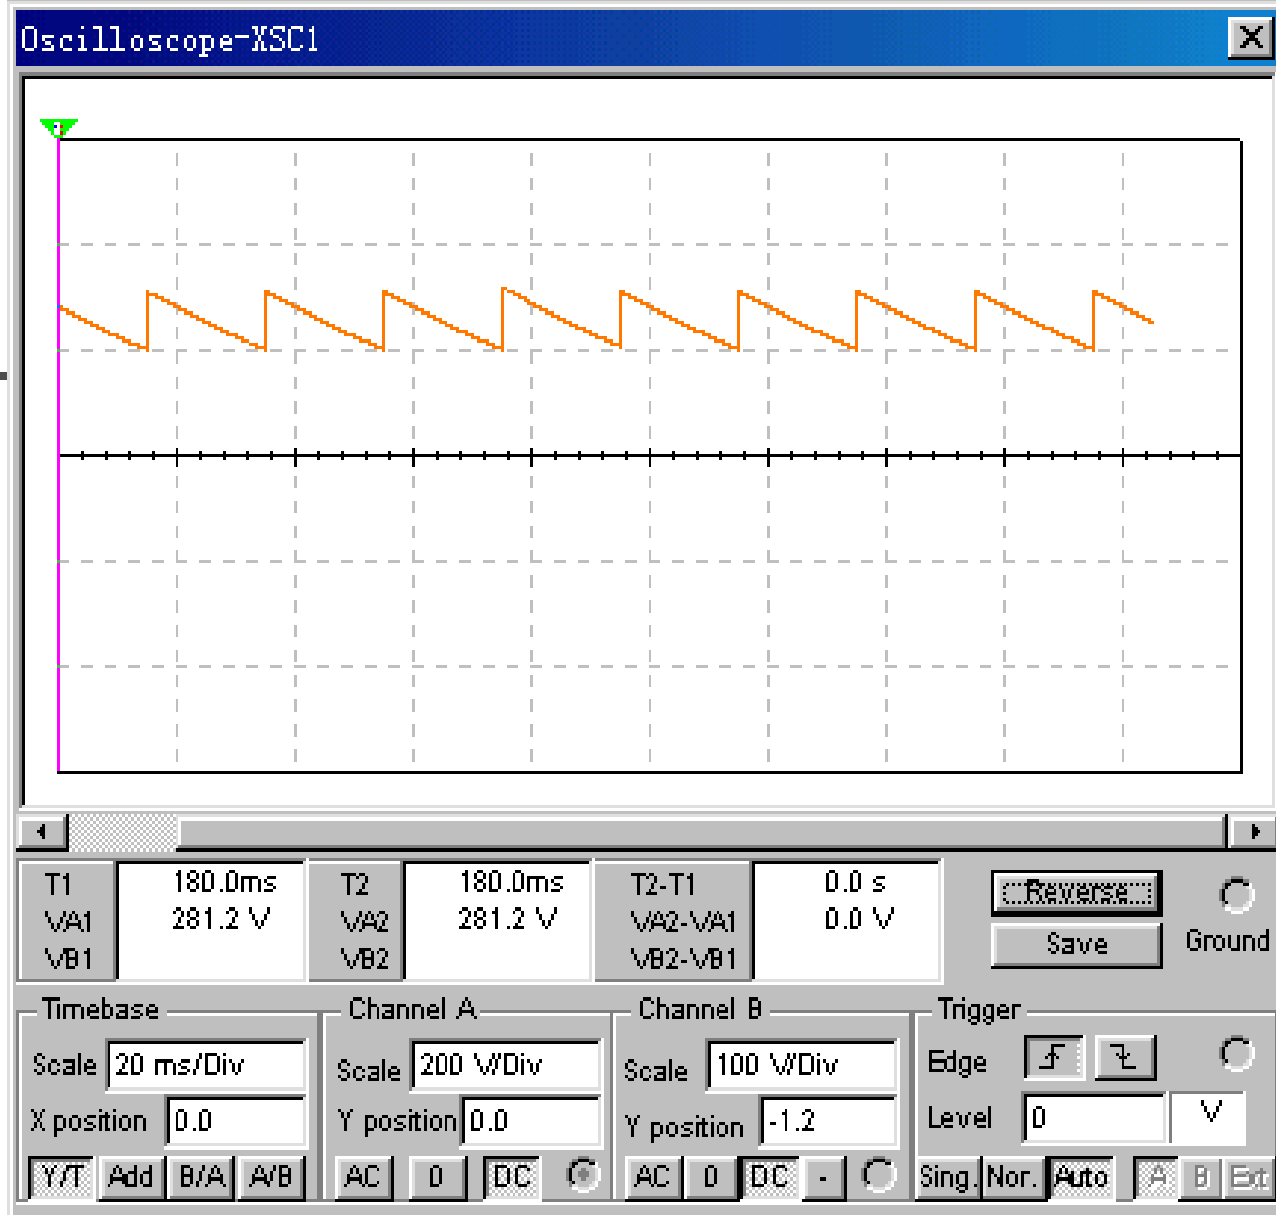 Oscilloscope-XSC1
T1 180.0ms T2 180.0ms T2-T1 0.0 s
VA1 281.2 V VA2 281.2 V VA2-VA1 0.0 V
VB1 VB2 VB2-VB1
Reverse
Save
Ground
Timebase Channel A Channel B Trigger
Scale 20 ms/Div Scale 200 V/Div Scale 100 V/Div Edge
X position 0.0 Y position 0.0 Y position -1.2 Level 0 V
Y/T Add B/A A/B AC 0 DC AC 0 DC - Sing. Nor. Auto A B Ext